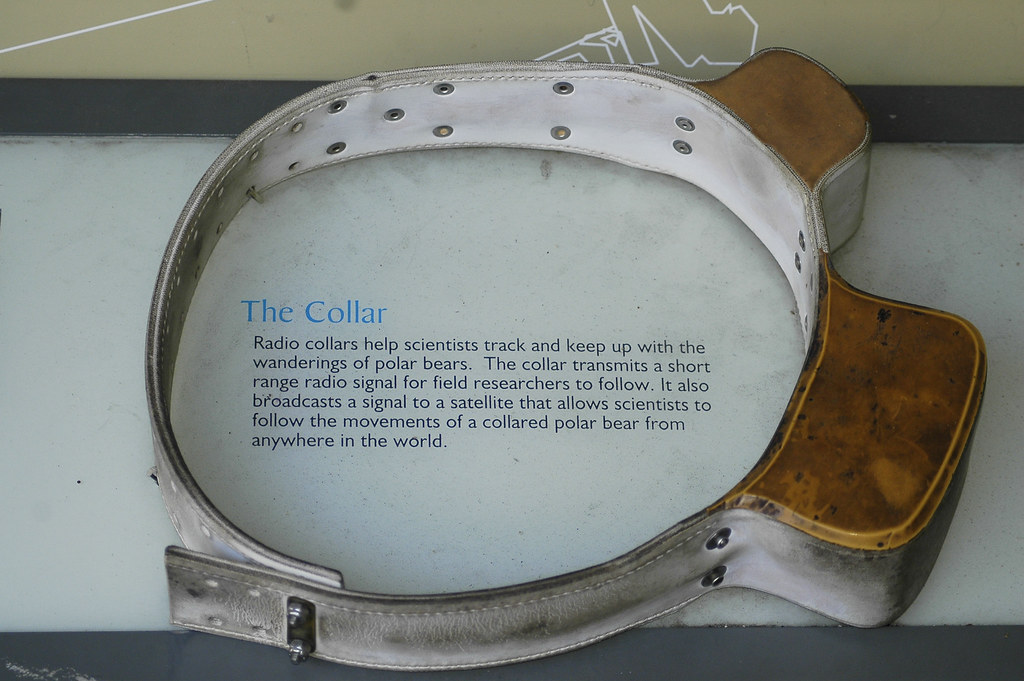 The Collar
Radio collars help scientists track and keep up with the
wanderings of polar bears. The collar transmits a short
range radio signal for field researchers to follow. It also
broadcasts a signal to a satellite that allows scientists to
follow the movements of a collared polar bear from
anywhere in the world.